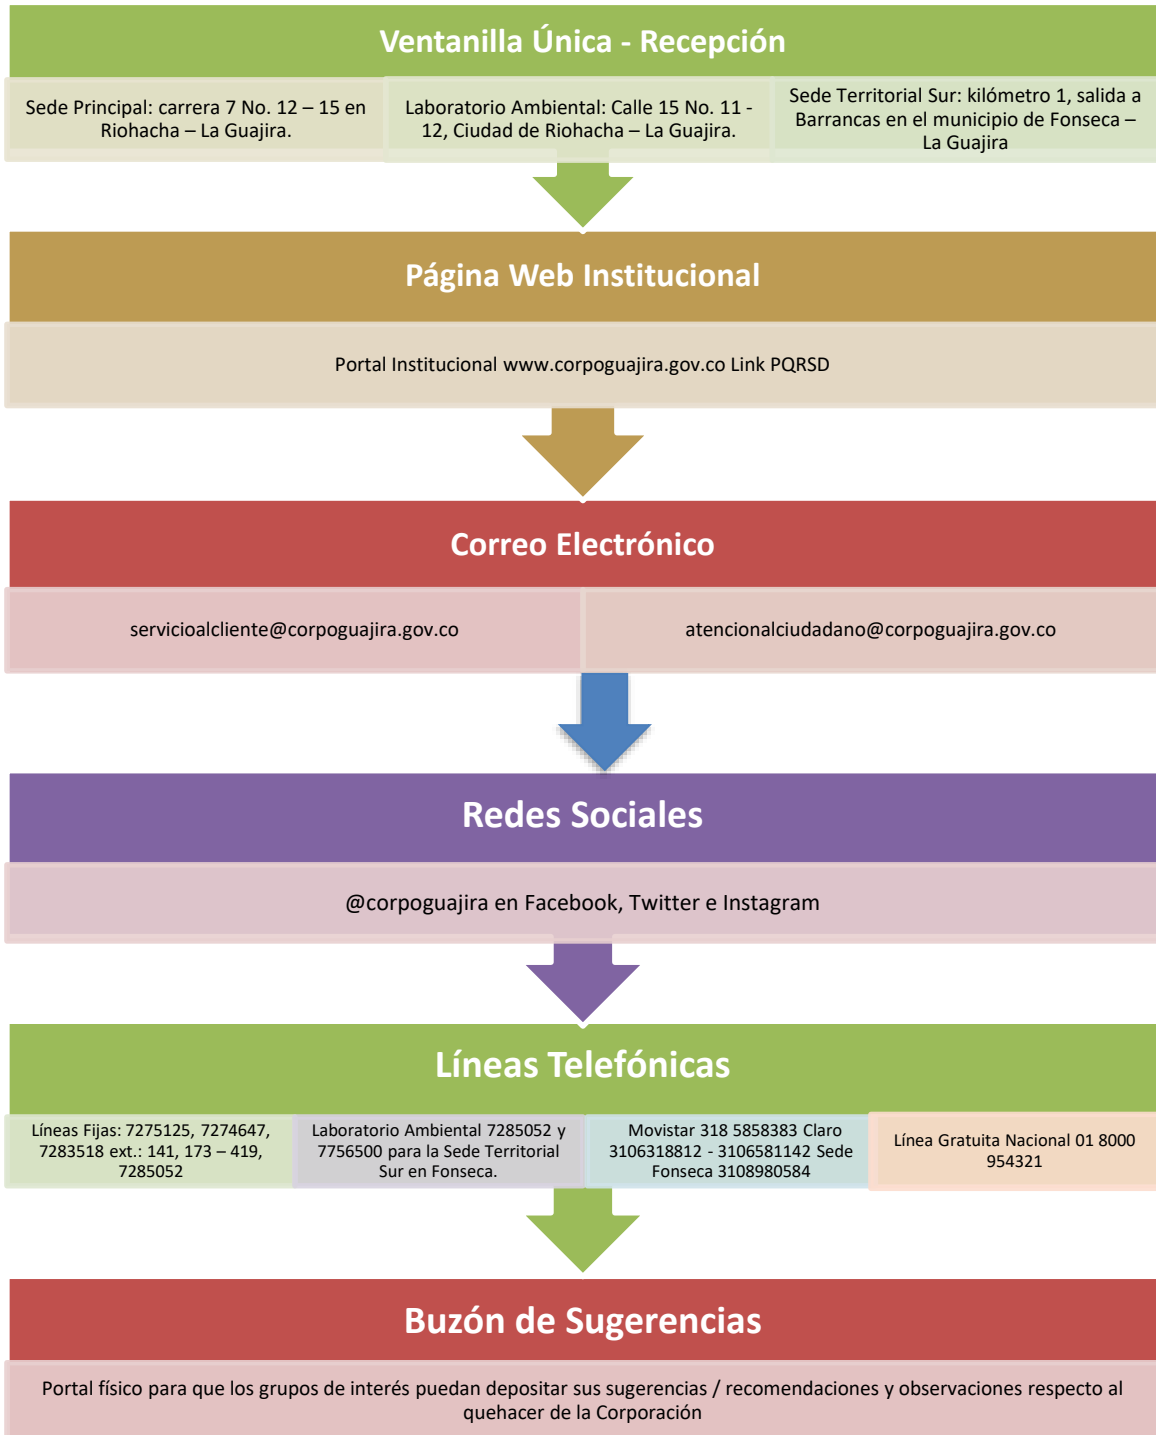 Ventanilla Única - Recepción
Sede Principal: carrera 7 No. 12 – 15 en
Riohacha – La Guajira.
Laboratorio Ambiental: Calle 15 No. 11 -
12, Ciudad de Riohacha – La Guajira.
Sede Territorial Sur: kilómetro 1, salida a
Barrancas en el municipio de Fonseca –
La Guajira
Página Web Institucional
Portal Institucional www.corpoguajira.gov.co Link PQRSD
Correo Electrónico
servicioalcliente@corpoguajira.gov.co
atencionalciudadano@corpoguajira.gov.co
Redes Sociales
@corpoguajira en Facebook, Twitter e Instagram
Líneas Telefónicas
Líneas Fijas: 7275125, 7274647,
7283518 ext.: 141, 173 – 419,
7285052
Laboratorio Ambiental 7285052 y
7756500 para la Sede Territorial
Sur en Fonseca.
Movistar 318 5858383 Claro
3106318812 - 3106581142 Sede
Fonseca 3108980584
Línea Gratuita Nacional 01 8000
954321
Buzón de Sugerencias
Portal físico para que los grupos de interés puedan depositar sus sugerencias / recomendaciones y observaciones respecto al
quehacer de la Corporación